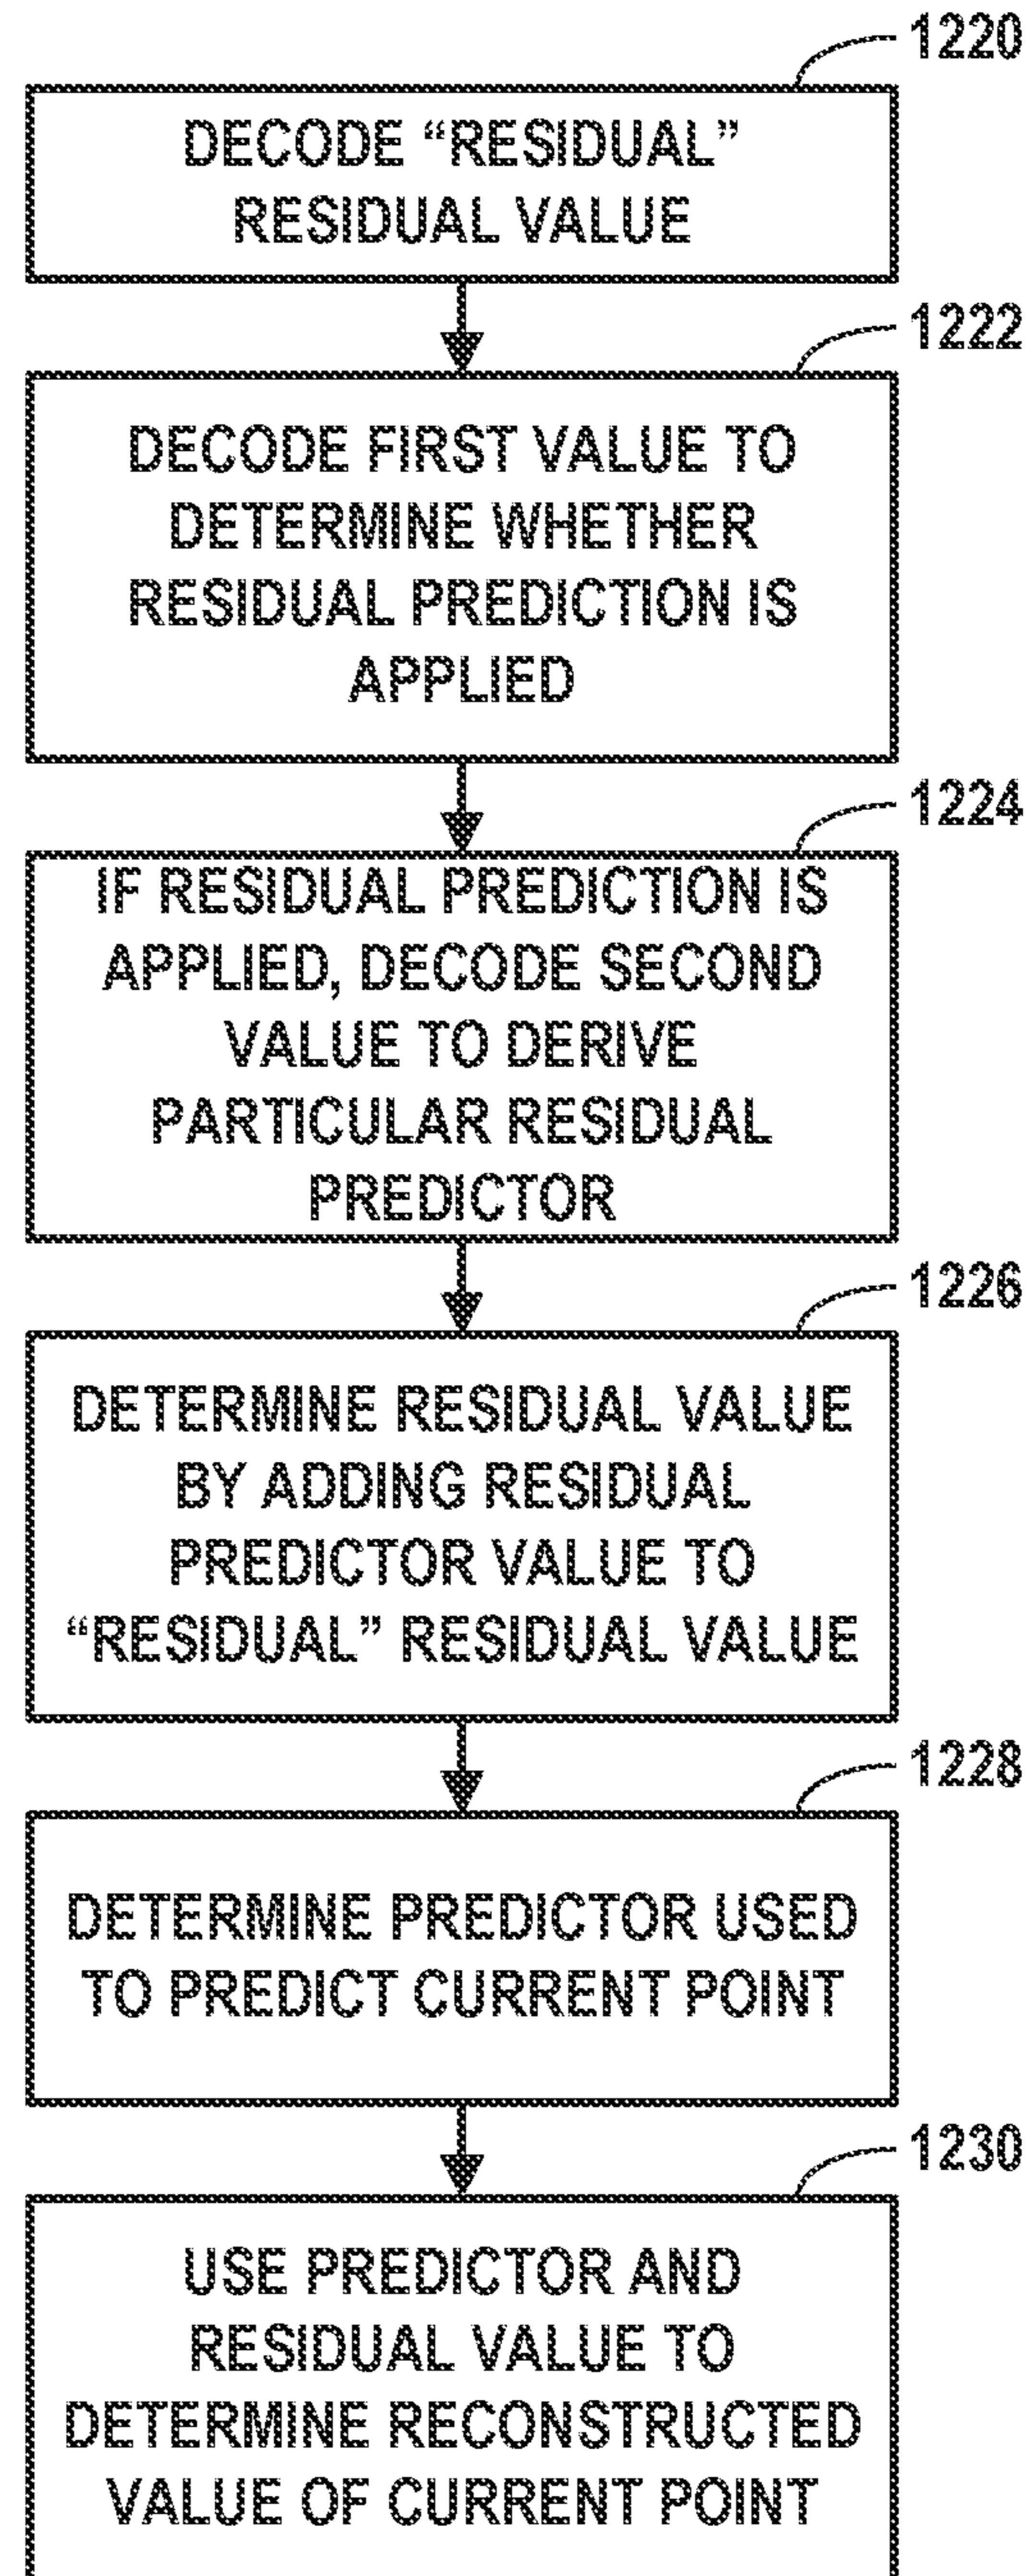 1220
DECODE “RESIDUAL”
RESIDUAL VALUE
1222
DECODE FIRST VALUE TO
DETERMINE WHETHER
RESIDUAL PREDICTION IS
APPLIED
1224
IF RESIDUAL PREDICTION IS
APPLIED, DECODE SECOND
VALUE TO DERIVE
PARTICULAR RESIDUAL
PREDICTOR
1226
DETERMINE RESIDUAL VALUE
BY ADDING RESIDUAL
PREDICTOR VALUE TO
“RESIDUAL” RESIDUAL VALUE
1228
DETERMINE PREDICTOR USED
TO PREDICT CURRENT POINT
1230
USE PREDICTOR AND
RESIDUAL VALUE TO
DETERMINE RECONSTRUCTED
VALUE OF CURRENT POINT